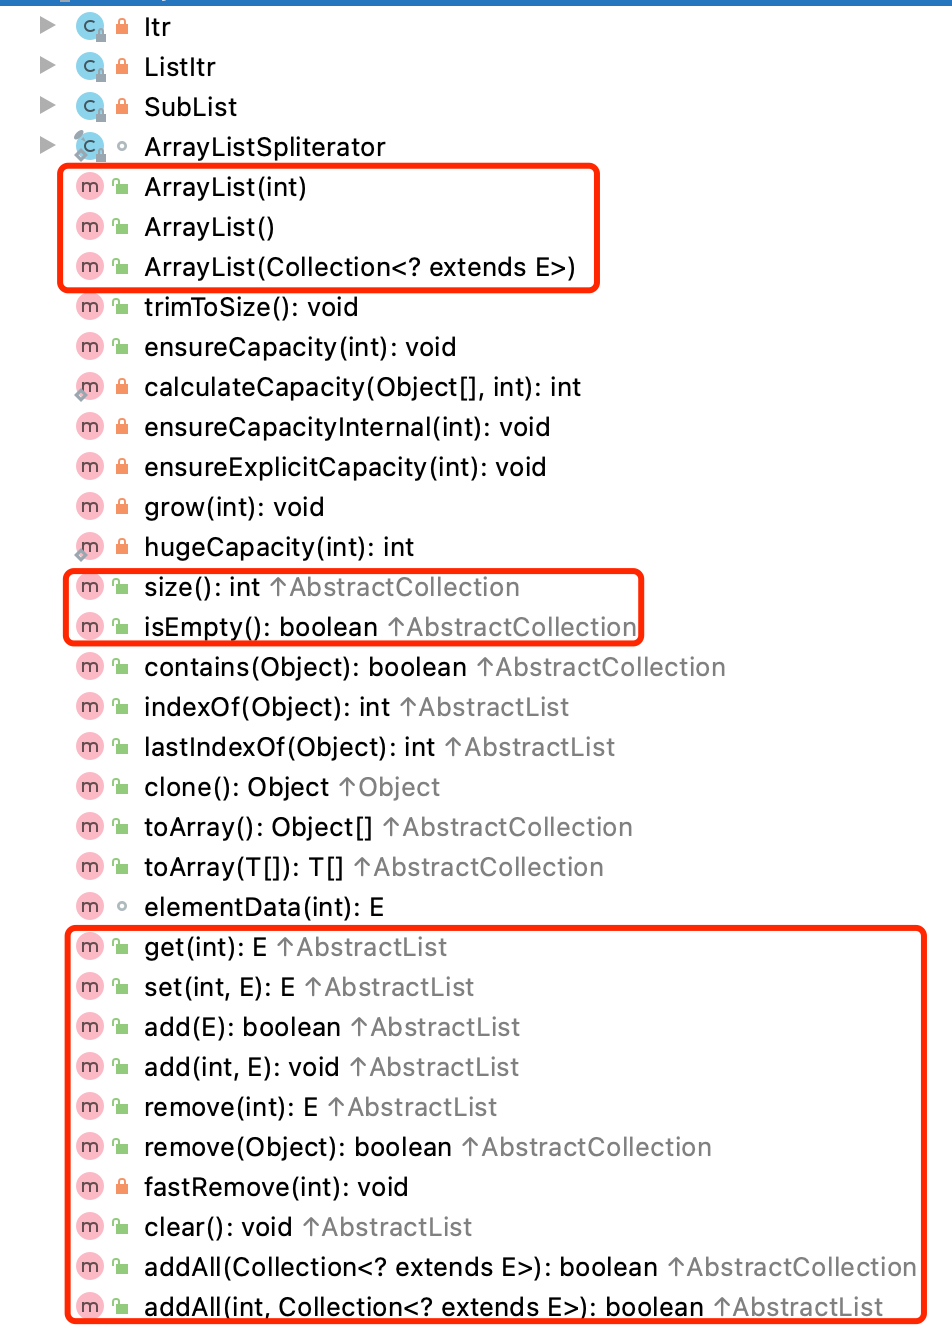 Itr
ListItr
SubList
ArrayListSpliterator
ArrayList(int)
ArrayList()
ArrayList(Collection<? extends E>)
trimToSize(): void
ensureCapacity(int): void
calculateCapacity(Object[], int): int
ensureCapacityInternal(int): void
ensureExplicitCapacity(int): void
grow(int): void
hugeCapacity(int): int
size(): int ↑AbstractCollection
isEmpty(): boolean ↑AbstractCollection
contains(Object): boolean ↑AbstractCollection
indexOf(Object): int ↑AbstractList
lastIndexOf(Object): int ↑AbstractList
clone(): Object ↑Object
toArray(): Object[] ↑AbstractCollection
toArray(T[]): T[] ↑AbstractCollection
elementData(int): E
get(int): E ↑AbstractList
set(int, E): E ↑AbstractList
add(E): boolean ↑AbstractList
add(int, E): void ↑AbstractList
remove(int): E ↑AbstractList
remove(Object): boolean ↑AbstractCollection
fastRemove(int): void
clear(): void ↑AbstractList
addAll(Collection<? extends E>): boolean ↑AbstractCollection
addAll(int, Collection<? extends E>): boolean ↑AbstractList